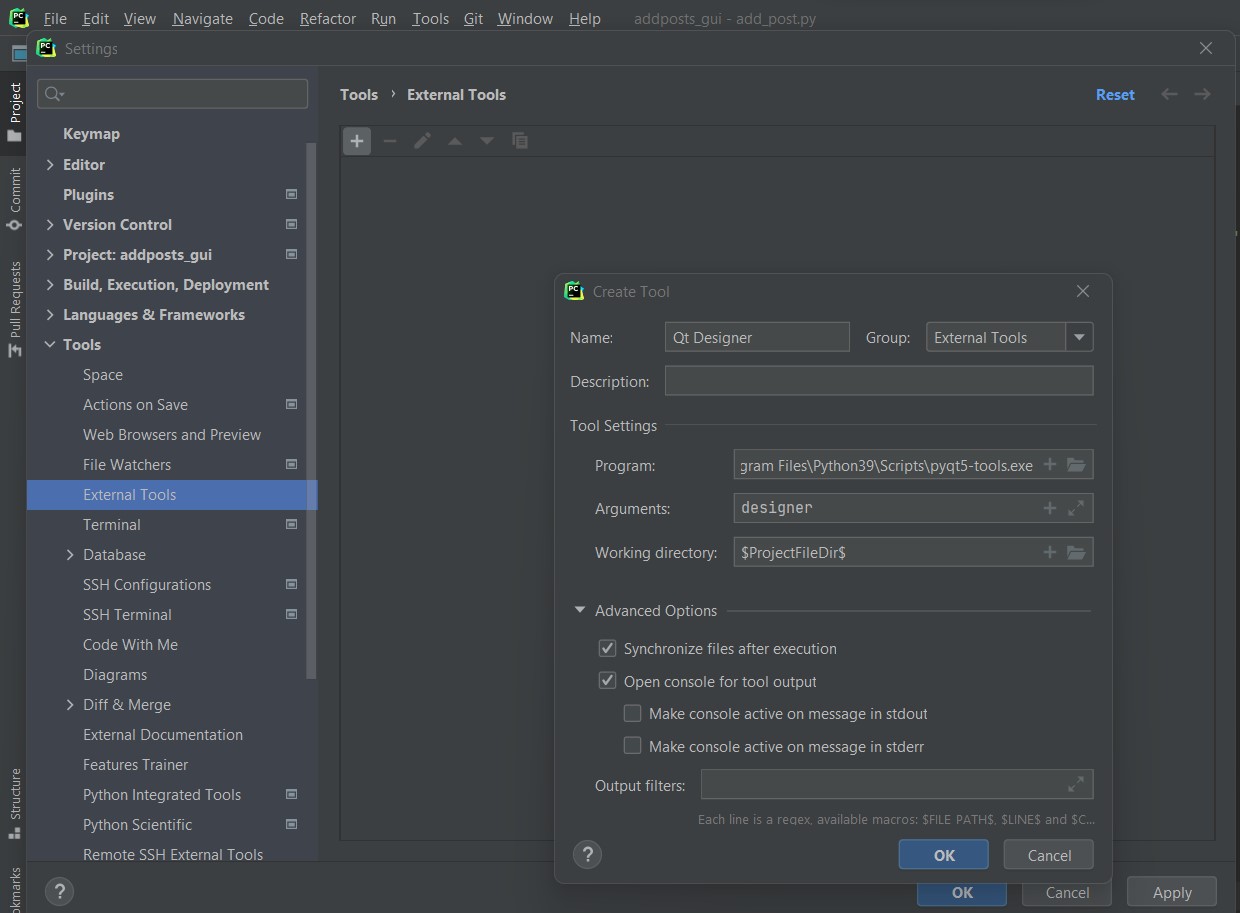 File Edit View Navigate Code Refactor Run Tools Git Window Help addposts_gui - add_post.py
Settings
Project
Commit
Pull Requests
Structure
okmarks
Keymap
Editor
Plugins
Version Control
Project: addposts_gui
Build, Execution, Deployment
Languages & Frameworks
Tools
Space
Actions on Save
Web Browsers and Preview
File Watchers
External Tools
Terminal
Database
SSH Configurations
SSH Terminal
Code With Me
Diagrams
Diff & Merge
External Documentation
Features Trainer
Python Integrated Tools
Python Scientific
Remote SSH External Tools
Tools › External Tools
Reset
Create Tool
Name: Qt Designer Group: External Tools
Description:
Tool Settings
Program: gram Files\Python39\Scripts\pyqt5-tools.exe
Arguments: designer
Working directory: $ProjectFileDir$
Advanced Options
Synchronize files after execution
Open console for tool output
Make console active on message in stdout
Make console active on message in stderr
Output filters:
Each line is a regex, available macros: $FILE_PATH$, $LINE$ and $C...
? OK Cancel
? OK Cancel Apply